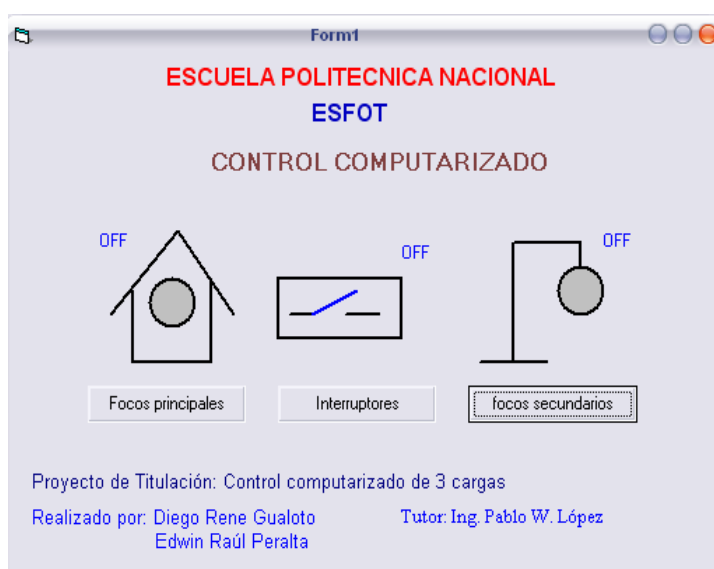 Form1
ESCUELA POLITECNICA NACIONAL
ESFOT
CONTROL COMPUTARIZADO
OFF
OFF
OFF
Focos principales
Interruptores
focos secundarios
Proyecto de Titulación: Control computarizado de 3 cargas
Realizado por: Diego Rene Gualoto
Tutor: Ing. Pablo W. López
Edwin Raúl Peralta